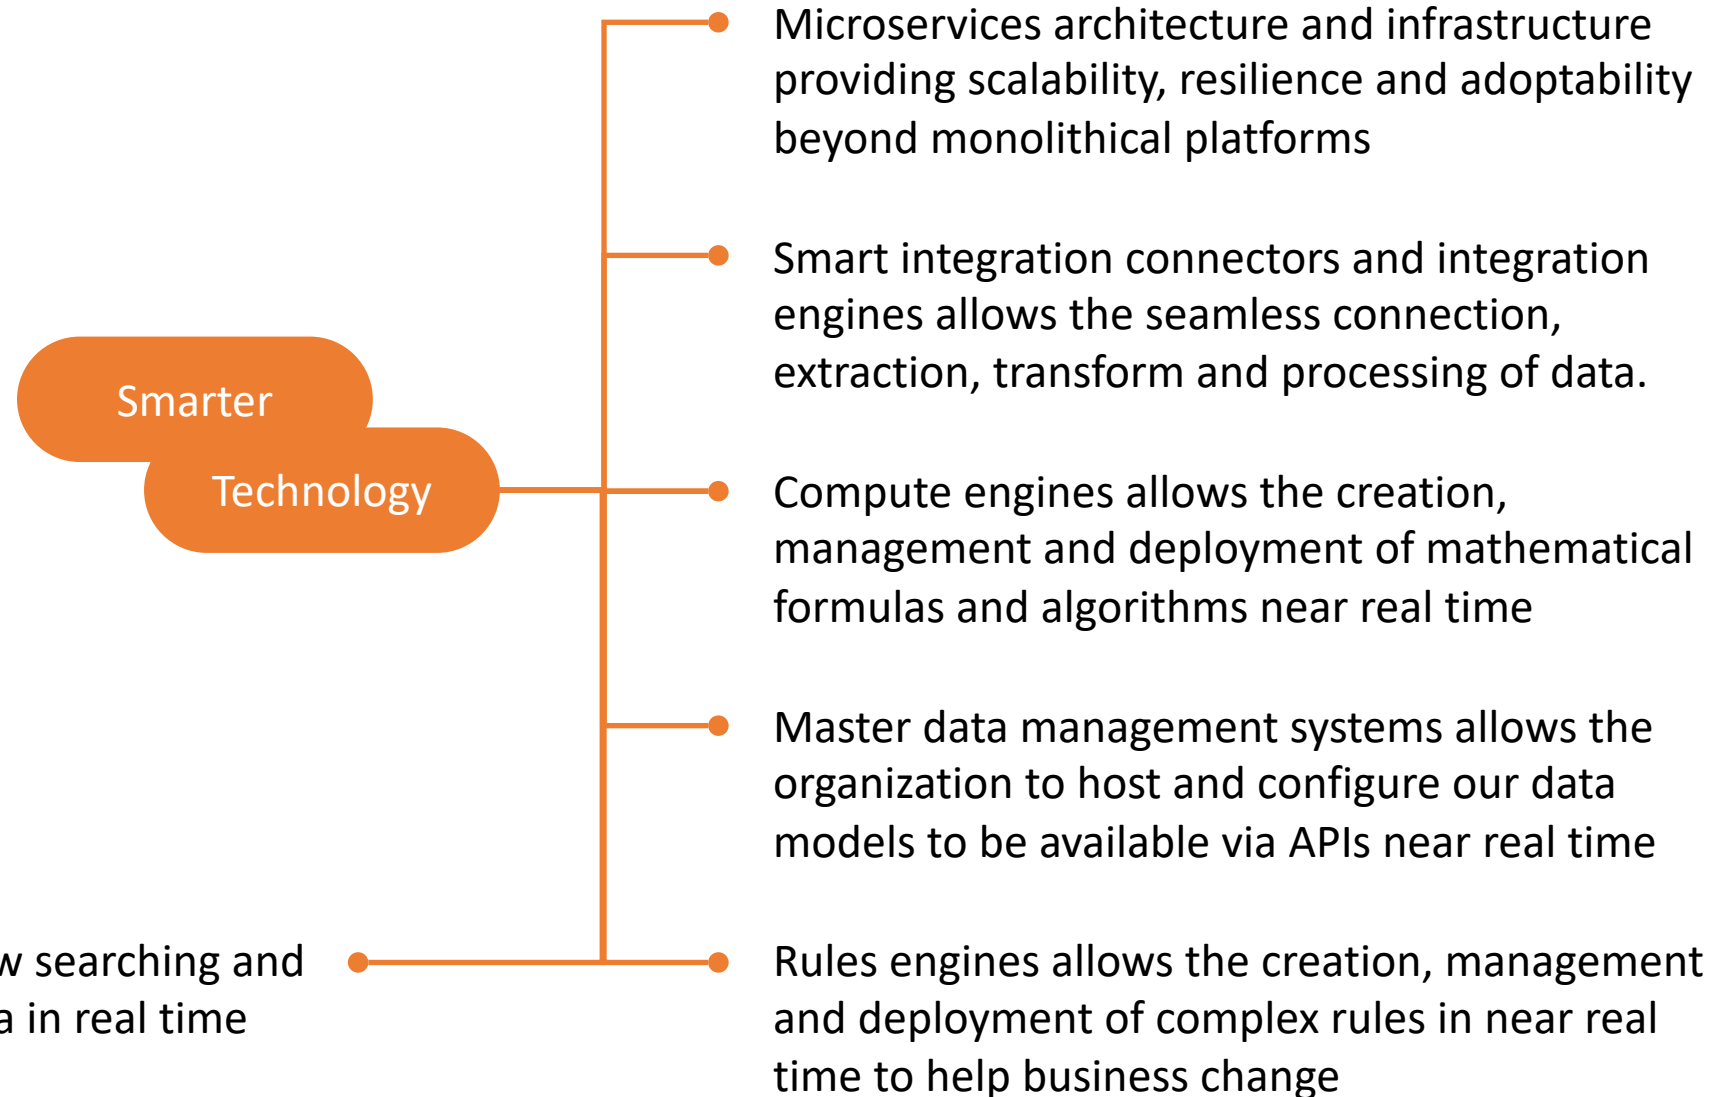 Microservices architecture and infrastructure
providing scalability, resilience and adoptability
beyond monolithical platforms
Smart integration connectors and integration
engines allows the seamless connection,
extraction, transform and processing of data.
Smarter
Technology
Compute engines allows the creation,
management and deployment of mathematical
formulas and algorithms near real time
Master data management systems allows the
organization to host and configure our data
models to be available via APIs near real time
searching and
in real time
Rules engines allows the creation, management
and deployment of complex rules in near real
time to help business change